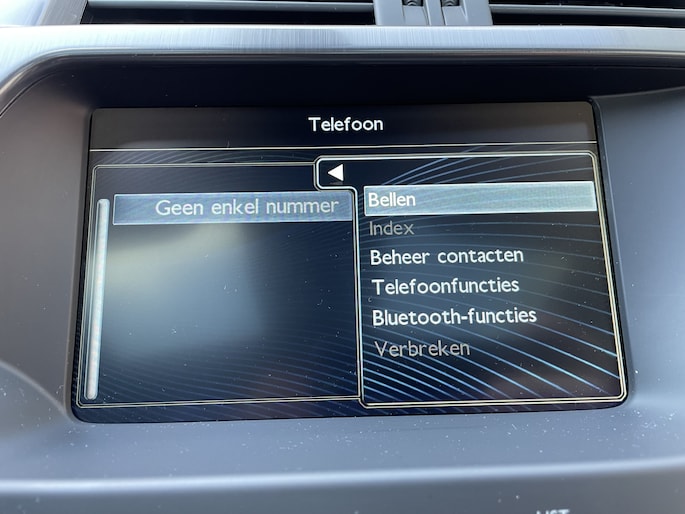 Telefoon
Geen enkel nummer
Bellen
Index
Beheer contacten
Telefoonfuncties
Bluetooth-functies
Verbreken